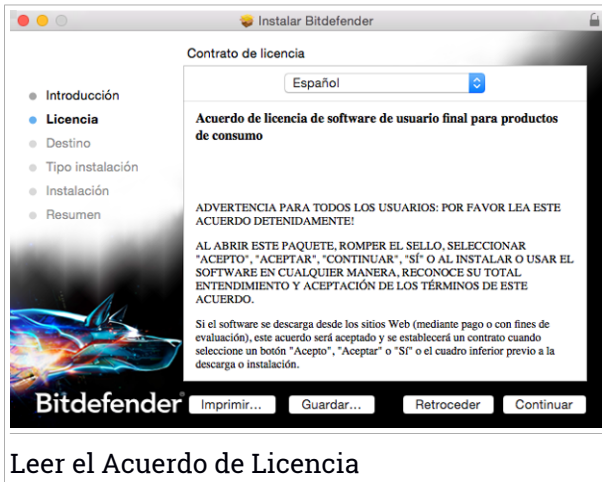 Instalar Bitdefender
Contrato de licencia
Español
Introducción
Licencia
Destino
Tipo instalación
Instalación
Resumen
Acuerdo de licencia de software de usuario final para productos
de consumo
ADVERTENCIA PARA TODOS LOS USUARIOS: POR FAVOR LEA ESTE
ACUERDO DETENIDAMENTE!
AL ABRIR ESTE PAQUETE, ROMPER EL SELLO, SELECCIONAR
"ACEPTO", "ACEPTAR", "CONTINUAR", "SÍ" O AL INSTALAR O USAR EL
SOFTWARE EN CUALQUIER MANERA, RECONOCE SU TOTAL
ENTENDIMIENTO Y ACEPTACIÓN DE LOS TÉRMINOS DE ESTE
ACUERDO.
Si el software se descarga desde los sitios Web (mediante pago o con fines de
evaluación), este acuerdo será aceptado y se establecerá un contrato cuando
seleccione un botón "Acepto", "Aceptar" o "Sí" o el cuadro inferior previo a la
descarga o instalación.
Bitdefender
Imprimir... Guardar... Retroceder Continuar
Leer el Acuerdo de Licencia